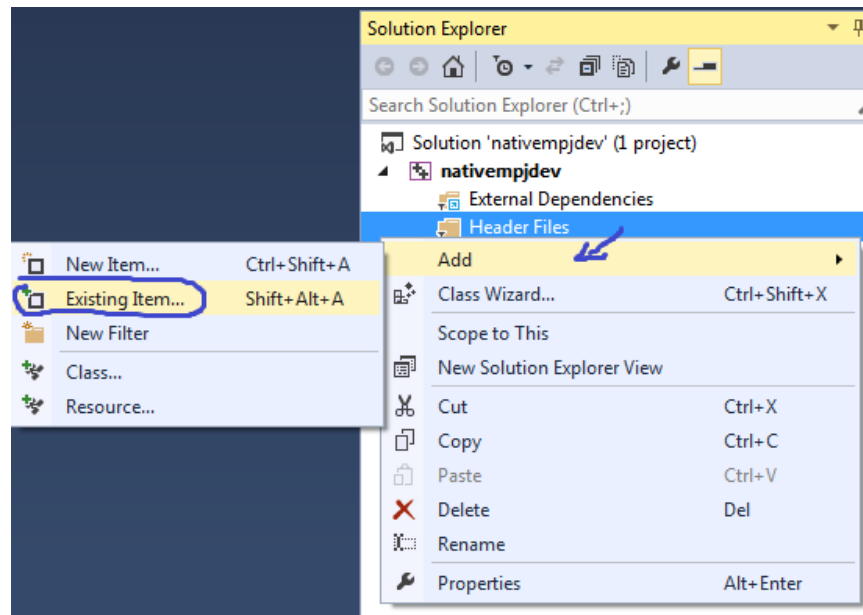 Solution Explorer
Search Solution Explorer (Ctrl+;)
Solution 'nativempjdev' (1 project)
nativempjdev
External Dependencies
Header Files
Add
Class Wizard... Ctrl+Shift+X
Scope to This
New Solution Explorer View
Cut Ctrl+X
Copy Ctrl+C
Paste Ctrl+V
Delete Del
Rename
Properties Alt+Enter
New Item... Ctrl+Shift+A
Existing Item... Shift+Alt+A
New Filter
Class...
Resource...